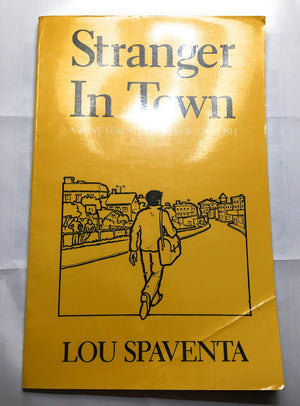 Stranger
In Town
A PLAY FOR STUDENTS OF ENGLISH
LOU SPAVENTA